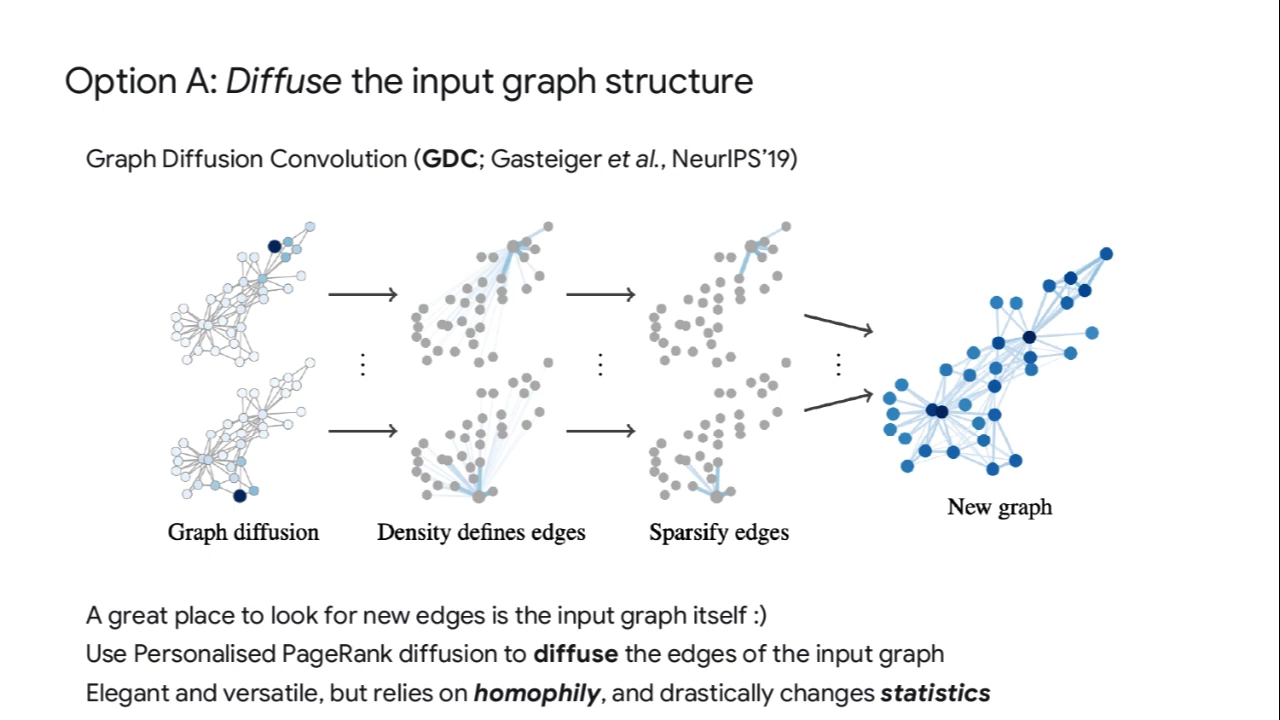 Option A: Diffuse the input graph structure
Graph Diffusion Convolution (GDC; Gasteiger et al., NeurIPS'19)
Graph diffusion
Density defines edges
Sparsify edges
New graph
A great place to look for new edges is the input graph itself :)
Use Personalised PageRank diffusion to diffuse the edges of the input graph
Elegant and versatile, but relies on homophily, and drastically changes statistics